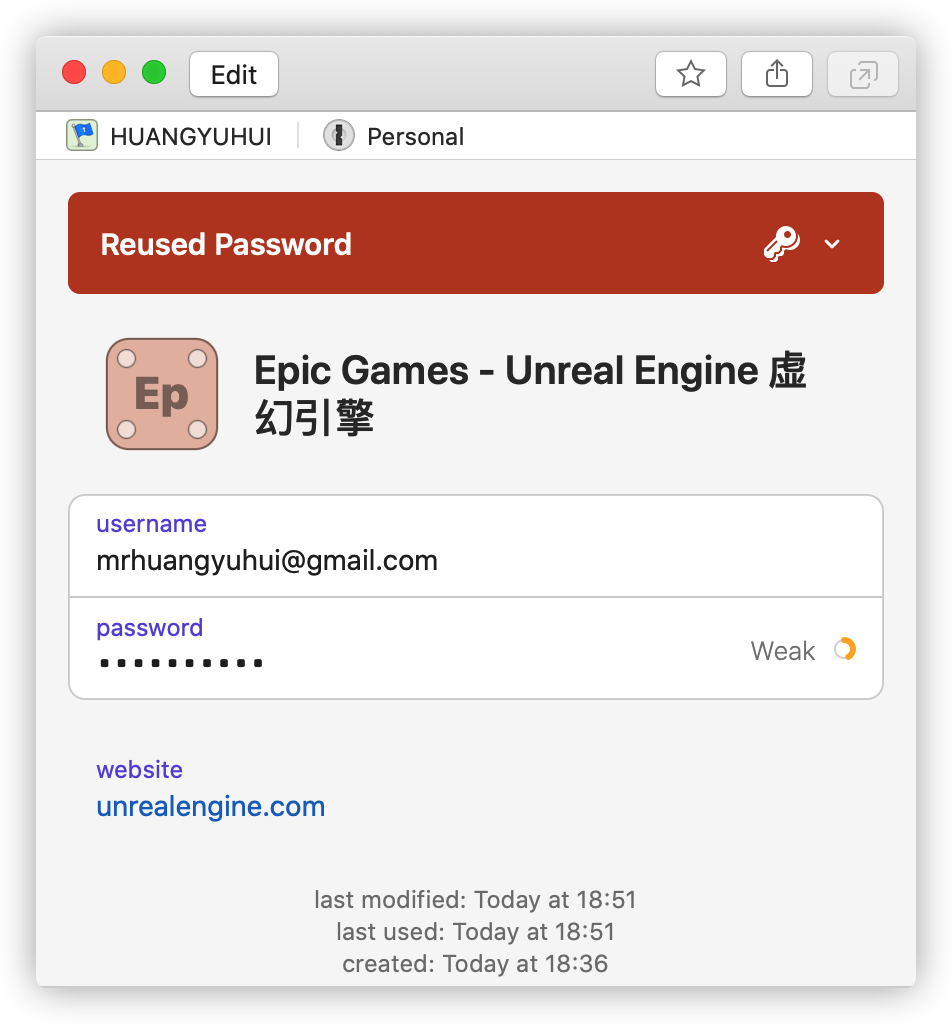 Edit
HUANGYUHUI
Personal
Reused Password
Ep
Epic Games - Unreal Engine 虚
幻引擎
username
mrhuangyuhui@gmail.com
password
••••••••••
Weak
website
unrealengine.com
last modified: Today at 18:51
last used: Today at 18:51
created: Today at 18:36